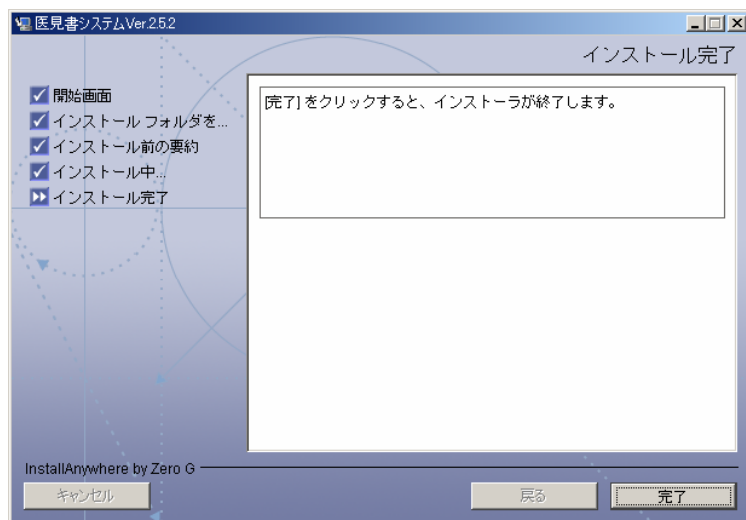 医見書システムVer.2.5.2
インストール完了
開始画面
インストール フォルダを...
インストール前の要約
インストール中...
インストール完了
[完了] をクリックすると、インストーラが終了します。
InstallAnywhere by Zero G
キャンセル
戻る
完了